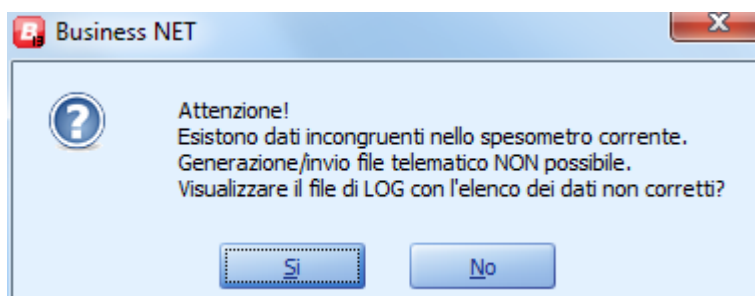 Business NET
Attenzione!
Esistono dati incongruenti nello spesometro corrente.
Generazione/invio file telematico NON possibile.
Visualizzare il file di LOG con l'elenco dei dati non corretti?
Si
No